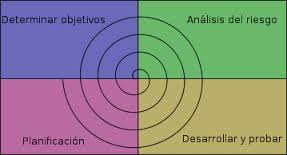 Determinar objetivos
Análisis del riesgo
Planificación
Desarrollar y probar